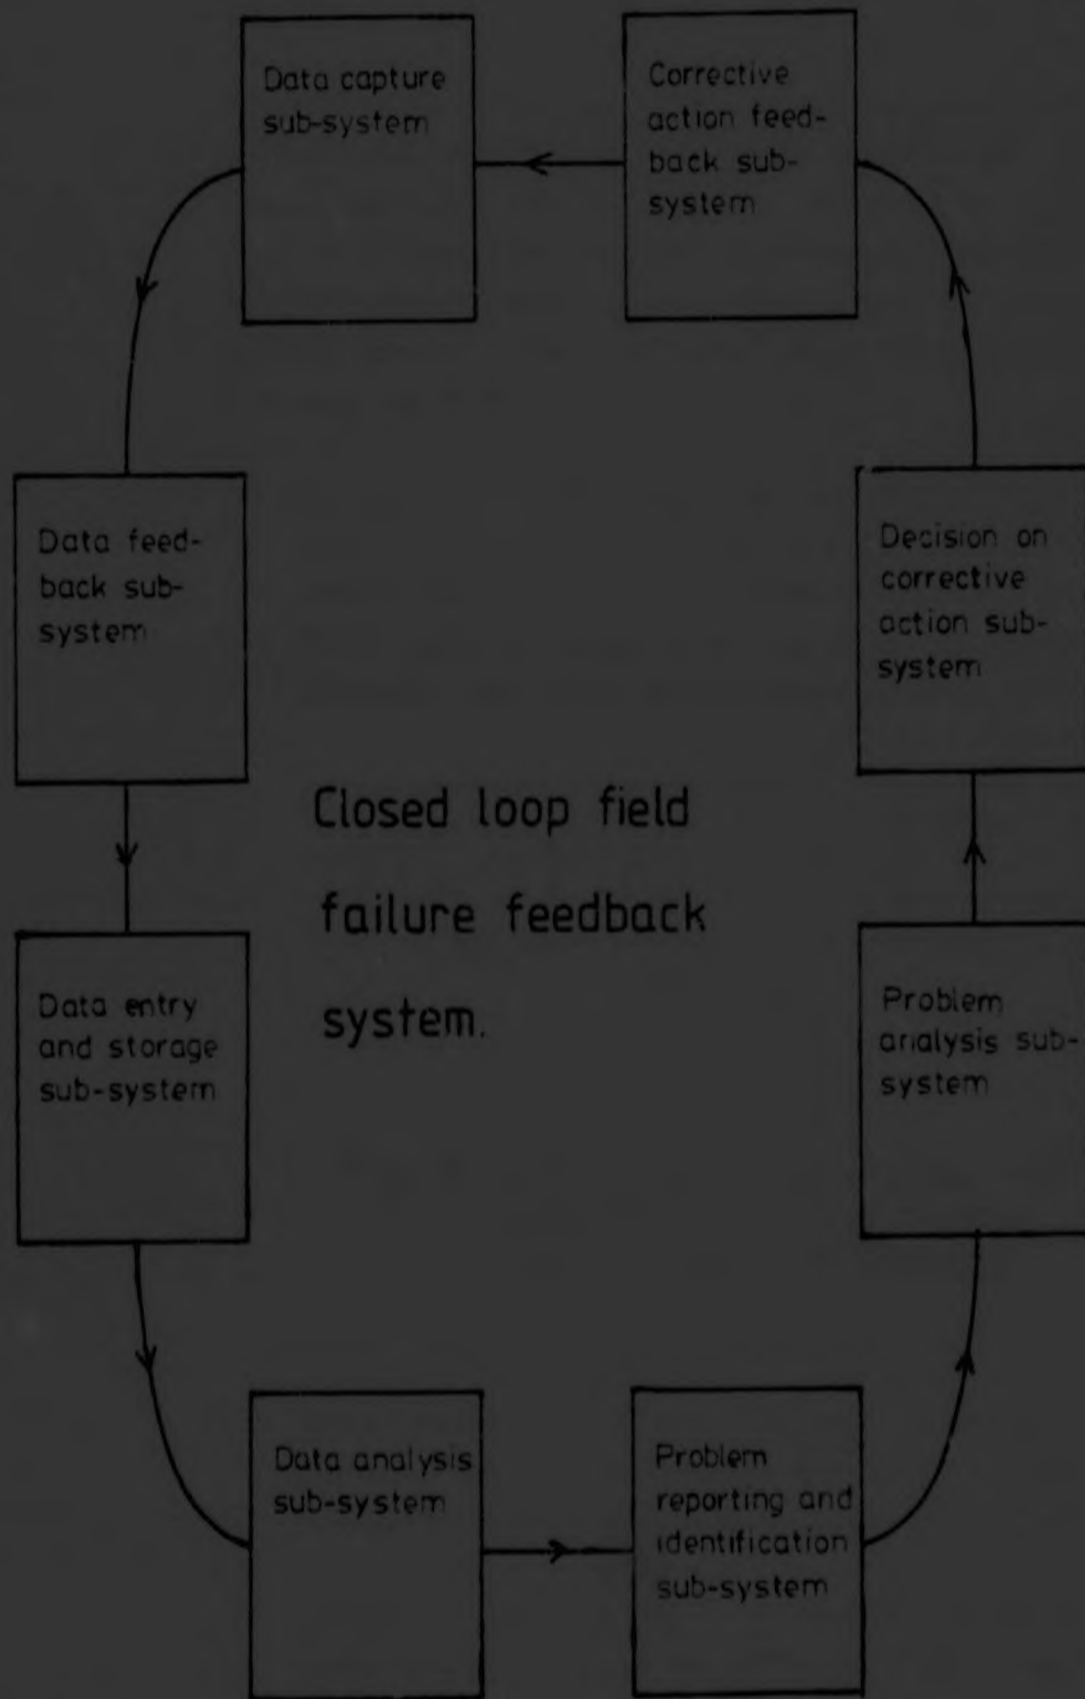 Data capture
sub-system
Corrective
action feed-
back sub-
system
Data feed-
back sub-
system
Decision on
corrective
action sub-
system
Closed loop field
failure feedback
system.
Data entry
and storage
sub-system
Problem
analysis sub-
system
Data analysis
sub-system
Problem
reporting and
identification
sub-system